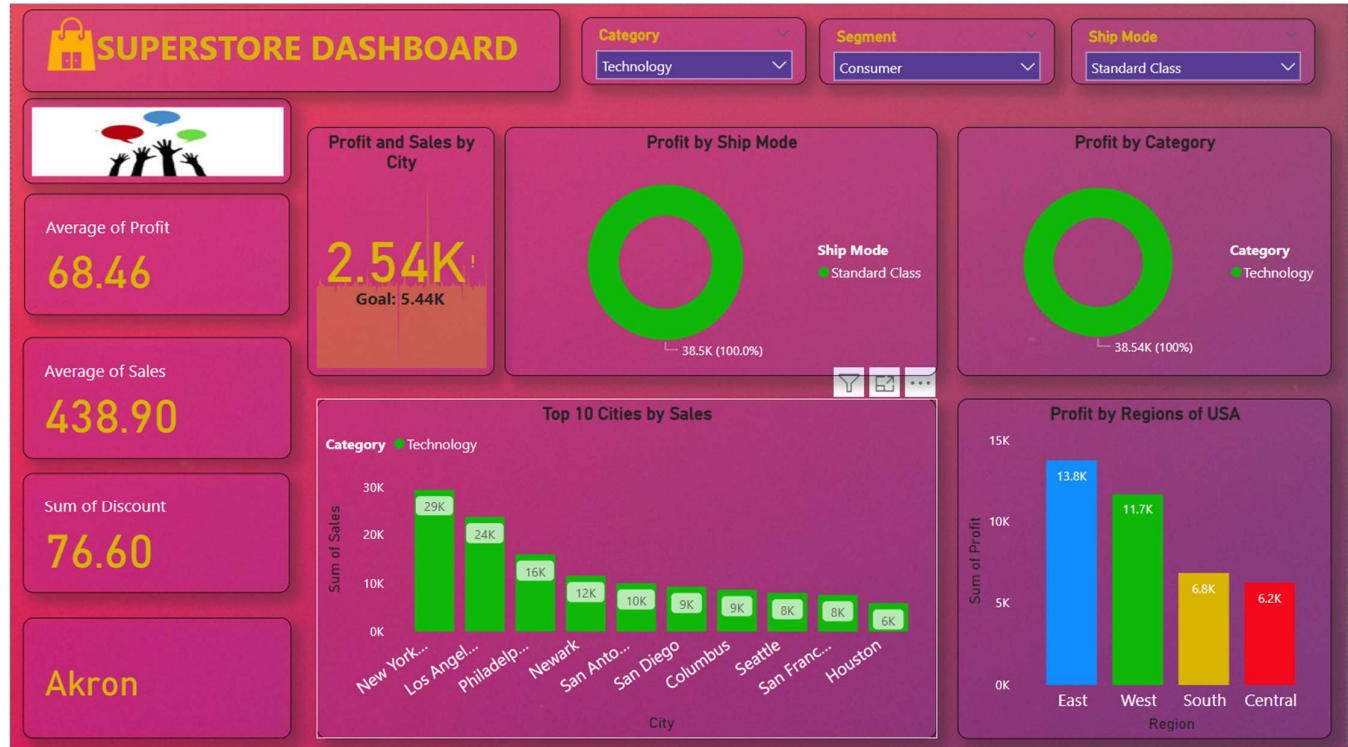 SUPERSTORE DASHBOARD
Category
Technology
Segment
Consumer
Ship Mode
Standard Class
Average of Profit
68.46
Average of Sales
438.90
Sum of Discount
76.60
Akron
Profit and Sales by
City
2.54K!
Goal: 5.44K
Profit by Ship Mode
Ship Mode
Standard Class
38.5K (100.0%)
Profit by Category
Category
Technology
38.54K (100%)
Top 10 Cities by Sales
Category Technology
Sum of Sales
30K
20K
10K
0K
29K
24K
16K
12K
10K
9K
9K
8K
8K
6K
New York...
Los Angel...
Philadelp...
Newark
San Anto...
San Diego
Columbus
Seattle
San Franc...
Houston
City
Profit by Regions of USA
Sum of Profit
15K
10K
5K
0K
13.8K
11.7K
6.8K
6.2K
East West South Central
Region